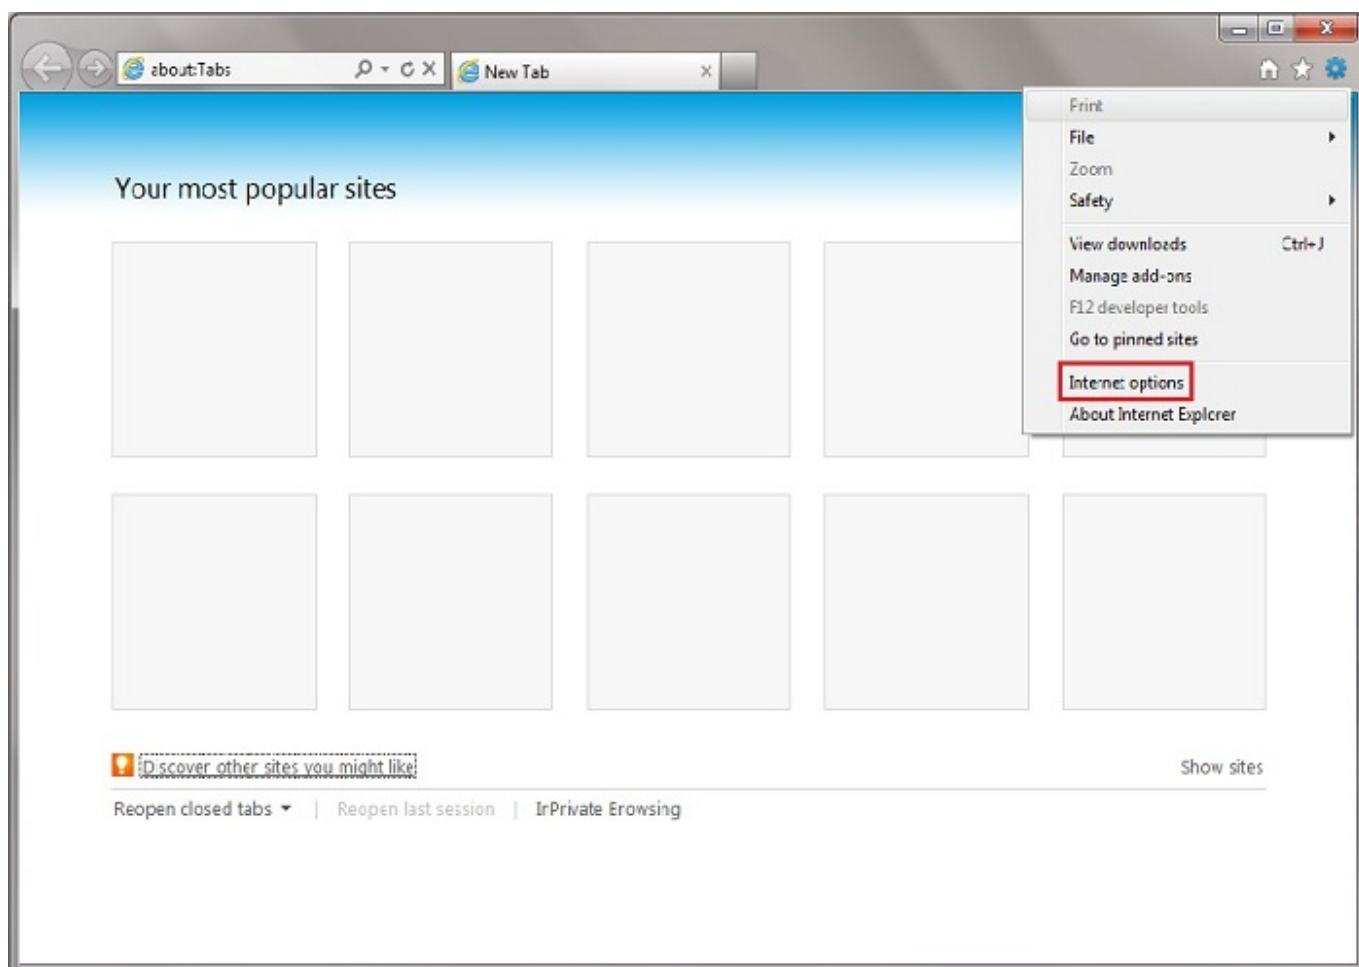 about:Tabs
New Tab
Print
File
Zoom
Safety
View downloads Ctrl+J
Manage add-ons
F12 developer tools
Go to pinned sites
Internet options
About Internet Explorer
Your most popular sites
Discover other sites you might like
Show sites
Reopen closed tabs | Reopen last session | InPrivate Browsing